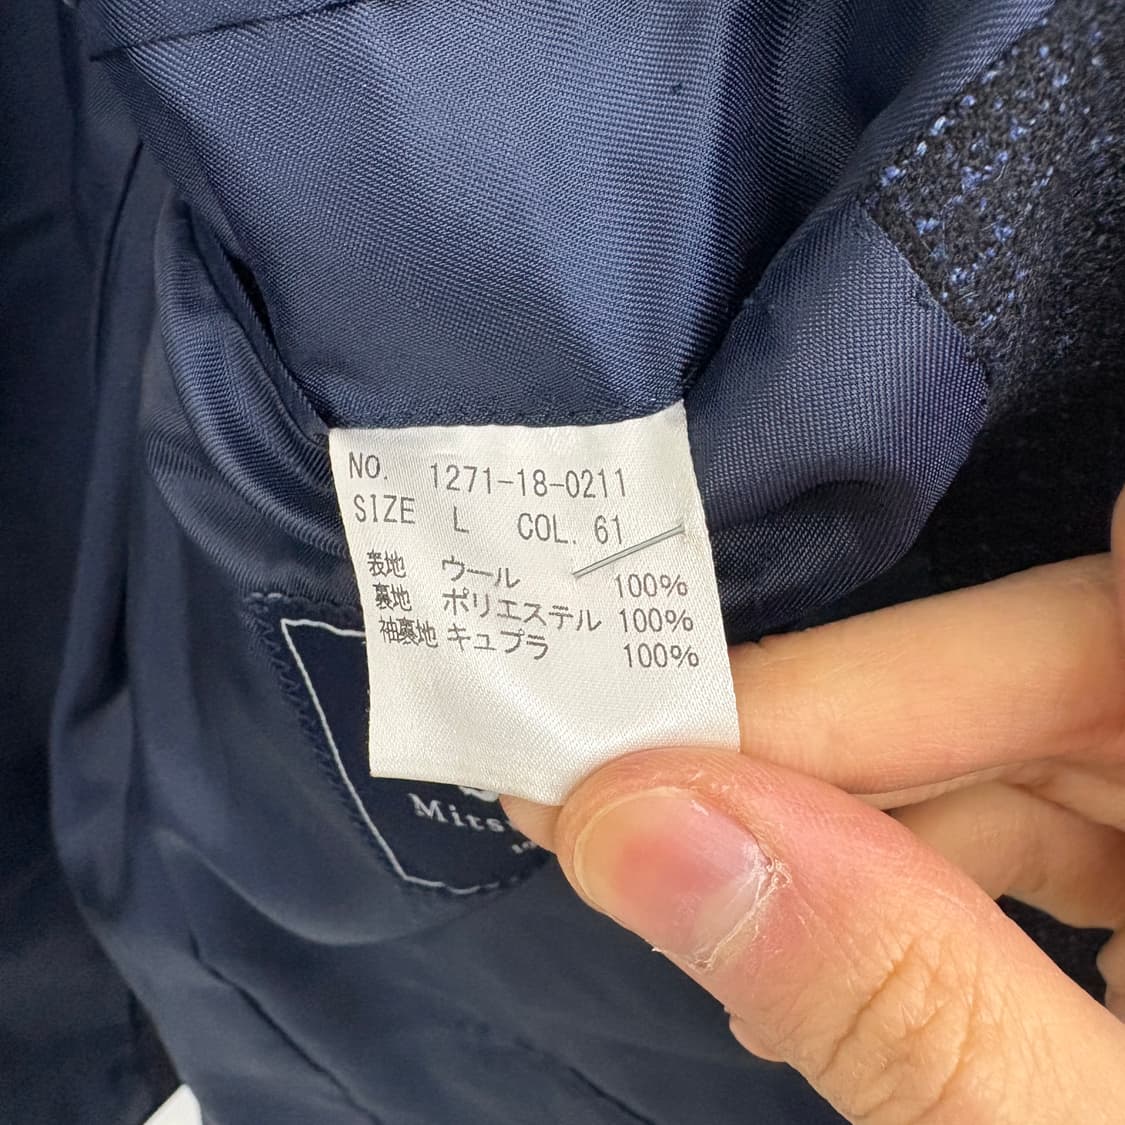 NO. 1271-18-0211
SIZE L COL. 61
表地 ウール 100%
裏地 ポリエステル 100%
袖裏地 キュプラ 100%
Mits